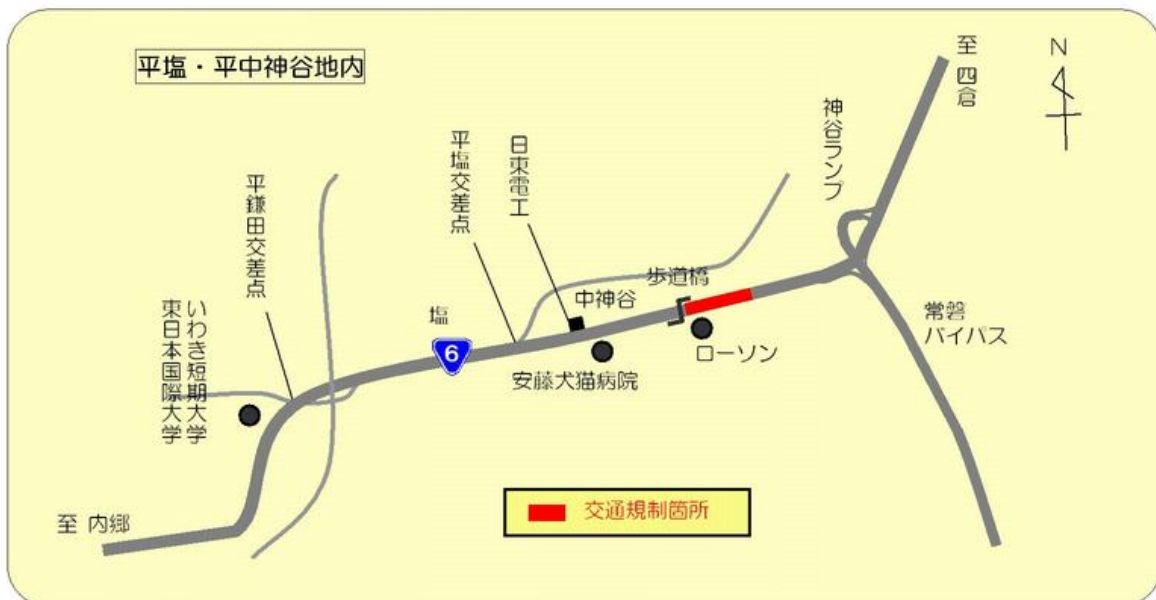 平塩・平中神谷地内
至 四倉
N
神谷ランプ
日東電工
平塩交差点
平鎌田交差点
歩道橋
中神谷
塩
6
いわき短期大学
東日本国際大学
常磐
バイパス
ローソン
安藤犬猫病院
交通規制箇所
至 内郷